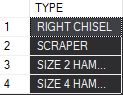 TYPE
1 RIGHT CHISEL
2 SCRAPER
3 SIZE 2 HAM...
4 SIZE 4 HAM...